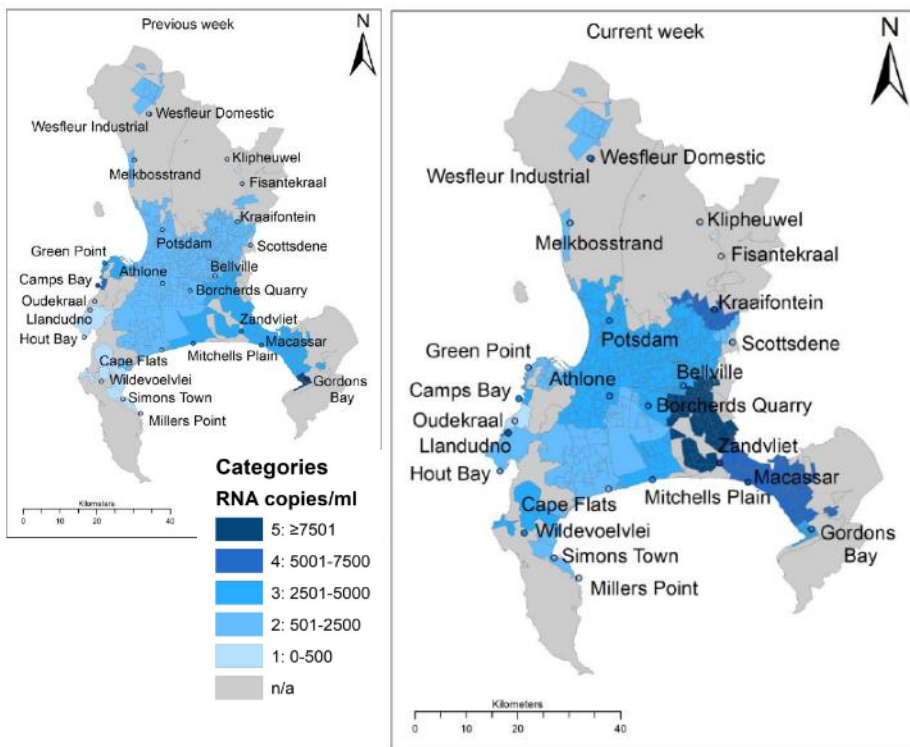 Previous week
N
Wesfleur Domestic
Wesfleur Industrial
Klipheuwel
Melkbosstrand
Fisantekraal
Kraaifontein
Potsdam
Scottsdene
Green Point
Bellville
Athlone
Camps Bay
Borcherds Quarry
Oudekraal
Zandvliet
Llandudno
Macassar
Hout Bay
Mitchells Plain
Cape Flats
Wildevoelvlei
Gordons
Bay
Simons Town
Millers Point
Kilometers
0 5 10 20 40
Categories
RNA copies/ml
5: ≥7501
4: 5001-7500
3: 2501-5000
2: 501-2500
1: 0-500
n/a
Current week
N
Wesfleur Domestic
Wesfleur Industrial
Klipheuwel
Melkbosstrand
Fisantekraal
Kraaifontein
Potsdam
Scottsdene
Green Point
Bellville
Athlone
Camps Bay
Borcherds Quarry
Oudekraal
Zandvliet
Llandudno
Macassar
Hout Bay
Mitchells Plain
Cape Flats
Wildevoelvlei
Gordons
Bay
Simons Town
Millers Point
Kilometers
0 5 10 20 40